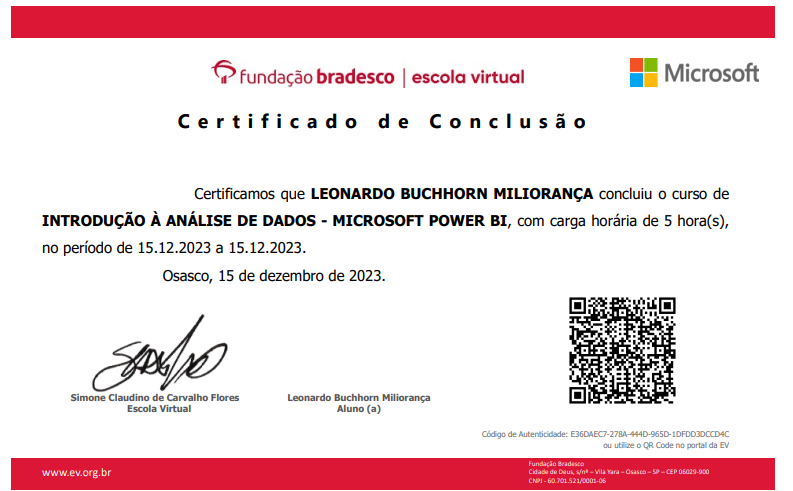 fundação bradesco | escola virtual
Microsoft
Certificado de Conclusão
Certificamos que LEONARDO BUCHHORN MILIORANÇA concluiu o curso de
INTRODUÇÃO À ANÁLISE DE DADOS - MICROSOFT POWER BI, com carga horária de 5 hora(s),
no período de 15.12.2023 a 15.12.2023.
Osasco, 15 de dezembro de 2023.
Simone Claudino de Carvalho Flores
Escola Virtual
Leonardo Buchhorn Miliorança
Aluno (a)
Código de Autenticidade: E36DAEC7-278A-444D-965D-1DFDD3DCCD4C
ou utilize o QR Code no portal da EV
www.ev.org.br
Fundação Bradesco
Cidade de Deus, s/nº – Vila Yara – Osasco – SP – CEP 06029-900
CNPJ - 60.701.521/0001-06